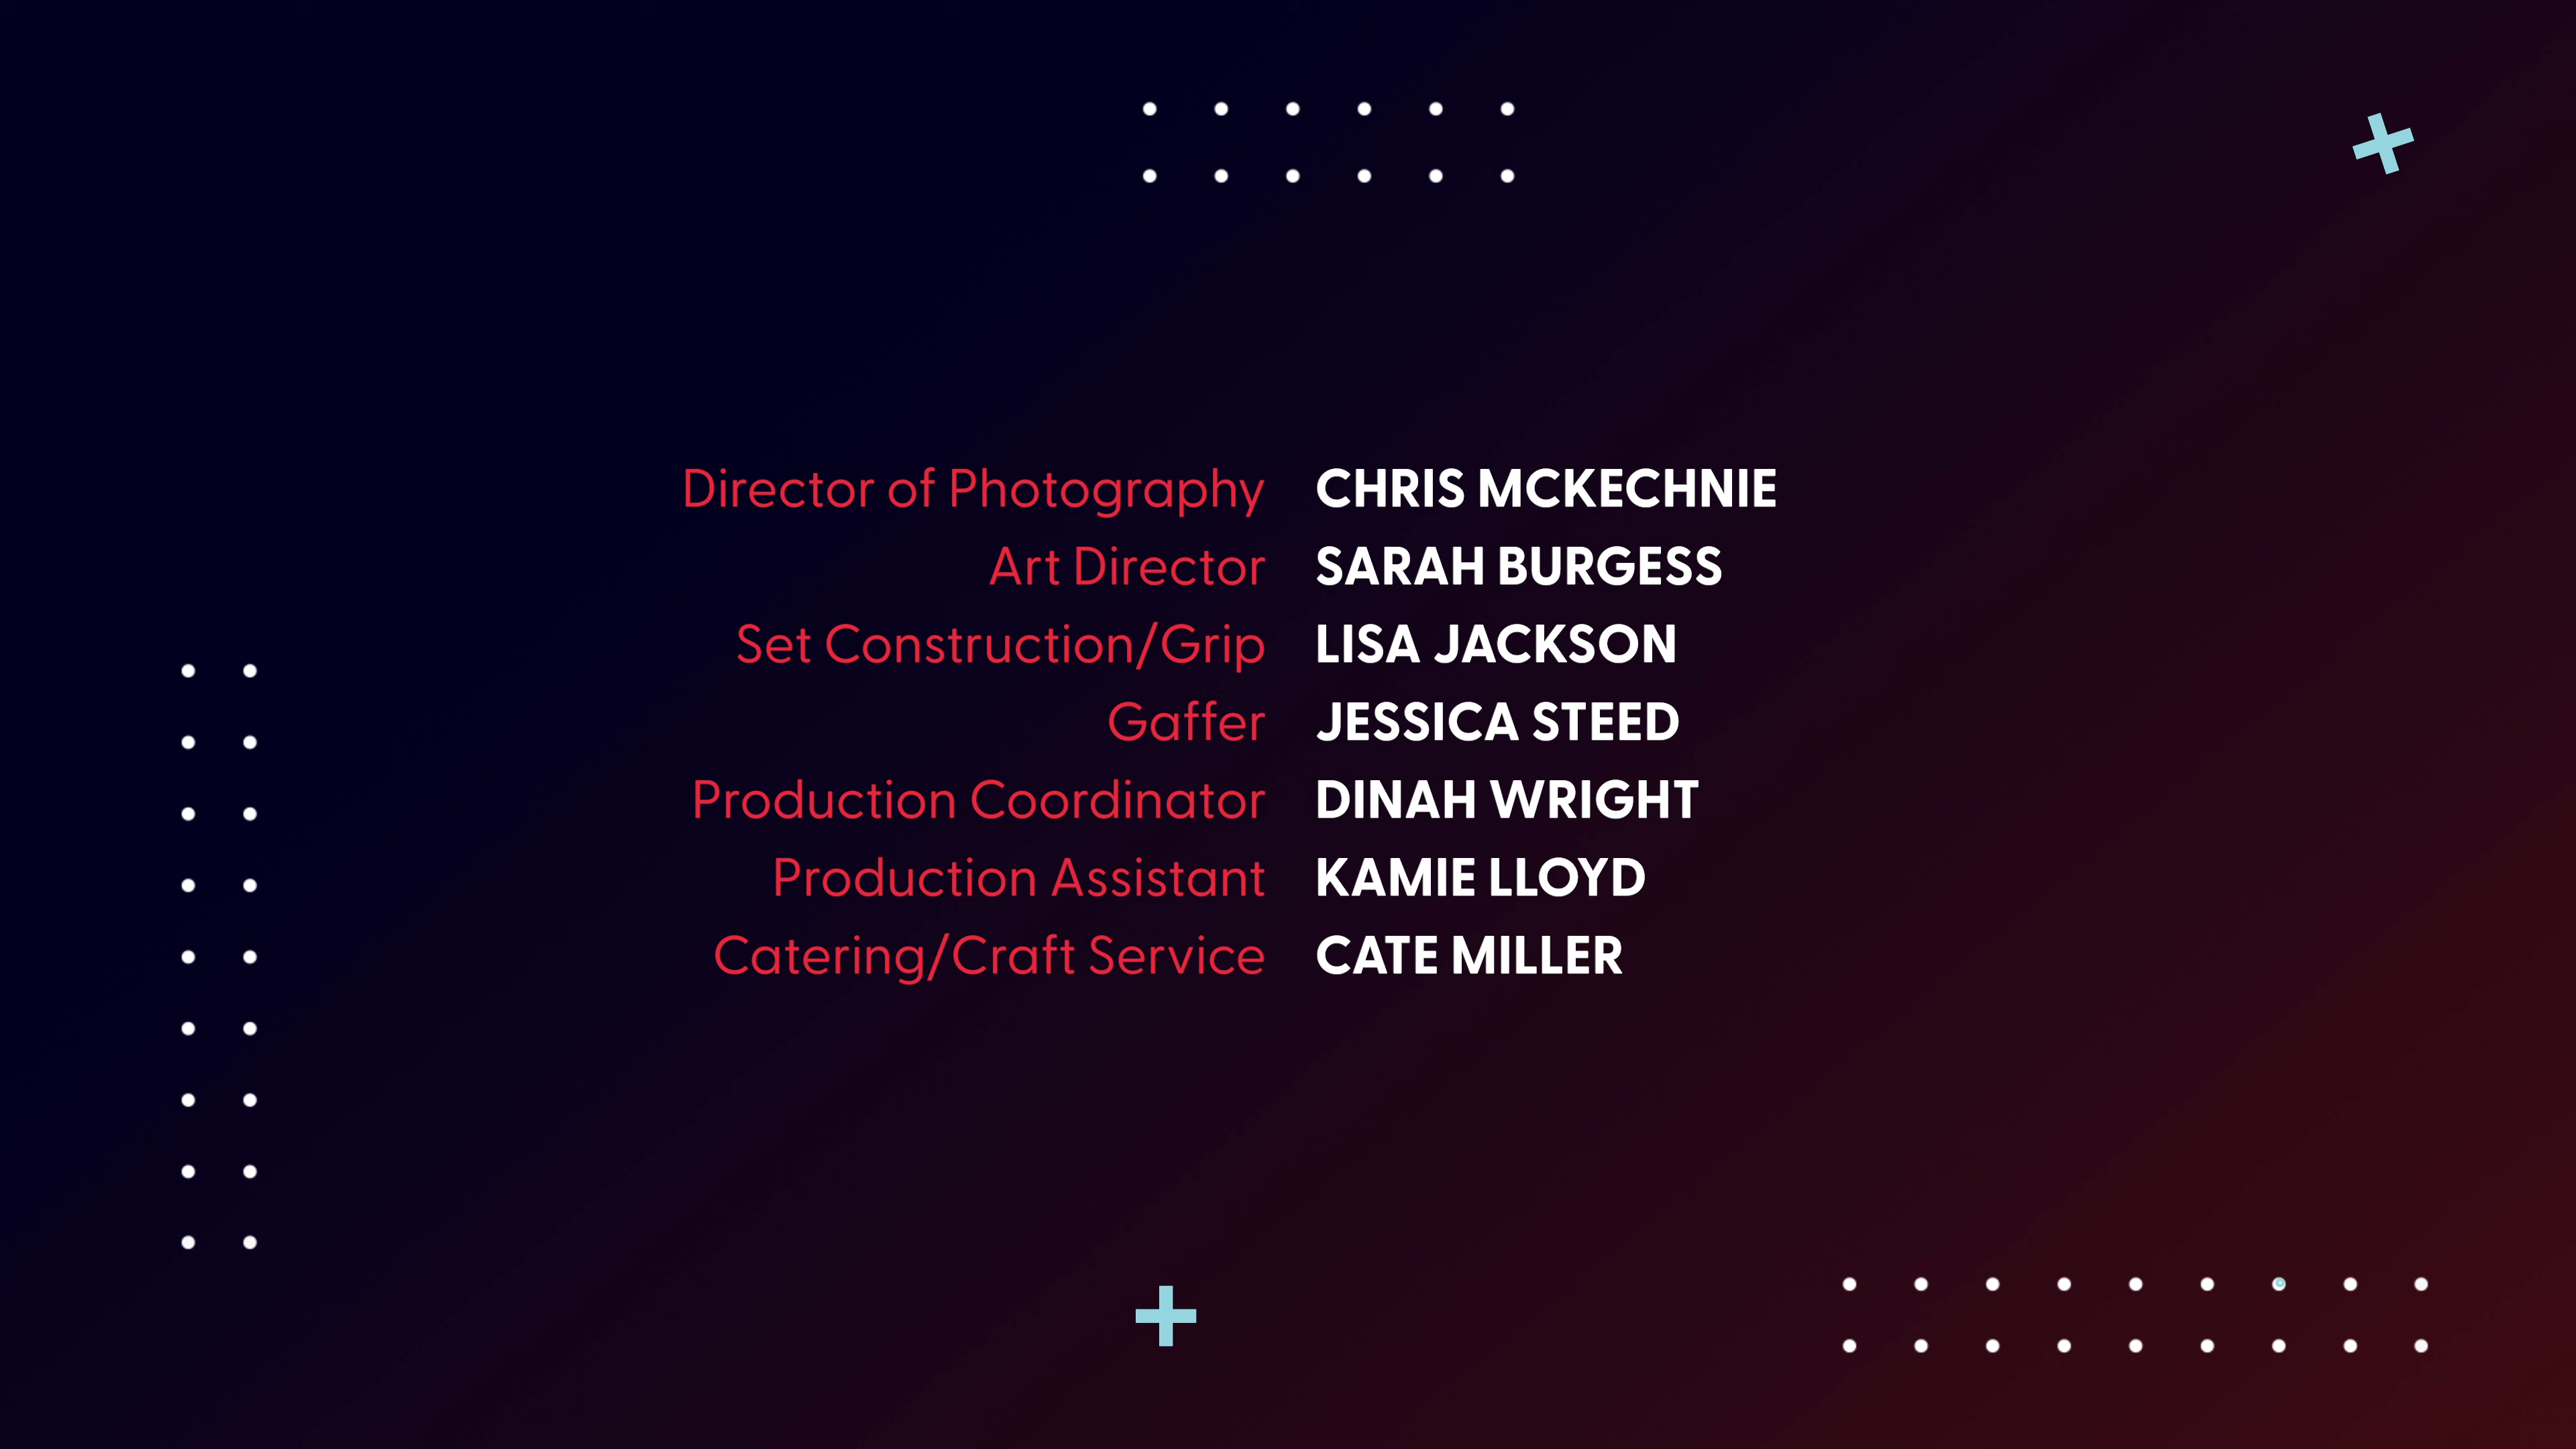 Director of Photography CHRIS MCKECHNIE
Art Director SARAH BURGESS
Set Construction/Grip LISA JACKSON
Gaffer JESSICA STEED
Production Coordinator DINAH WRIGHT
Production Assistant KAMIE LLOYD
Catering/Craft Service CATE MILLER